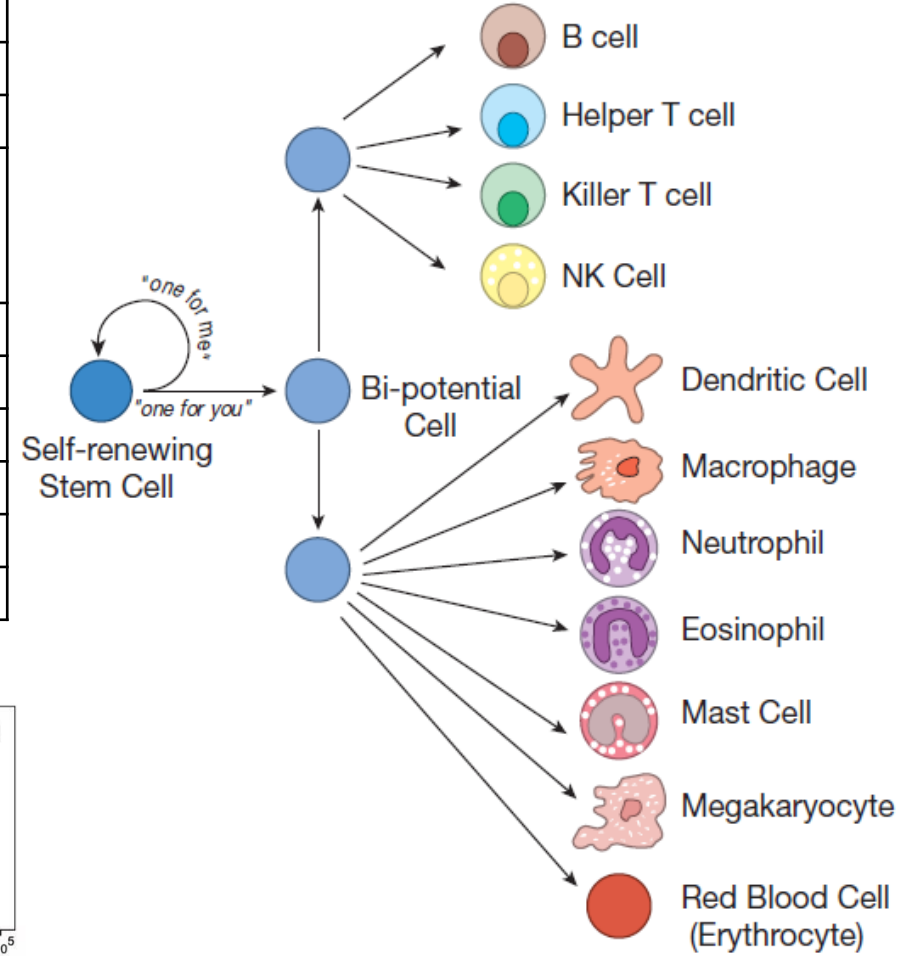 B cell
Helper T cell
Killer T cell
NK Cell
"one for me"
"one for you"
Self-renewing
Stem Cell
Bi-potential
Cell
Dendritic Cell
Macrophage
Neutrophil
Eosinophil
Mast Cell
Megakaryocyte
Red Blood Cell
(Erythrocyte)
05